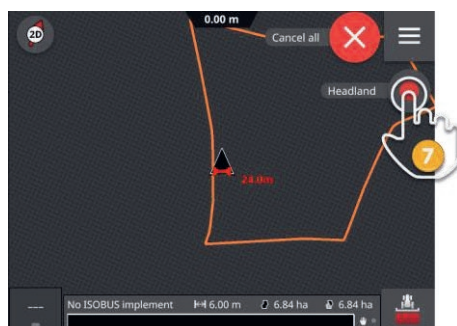 2D
0.00 m
Cancel all
Headland
7
24.0m
---
No ISOBUS implement 6.00 m 6.84 ha 6.84 ha